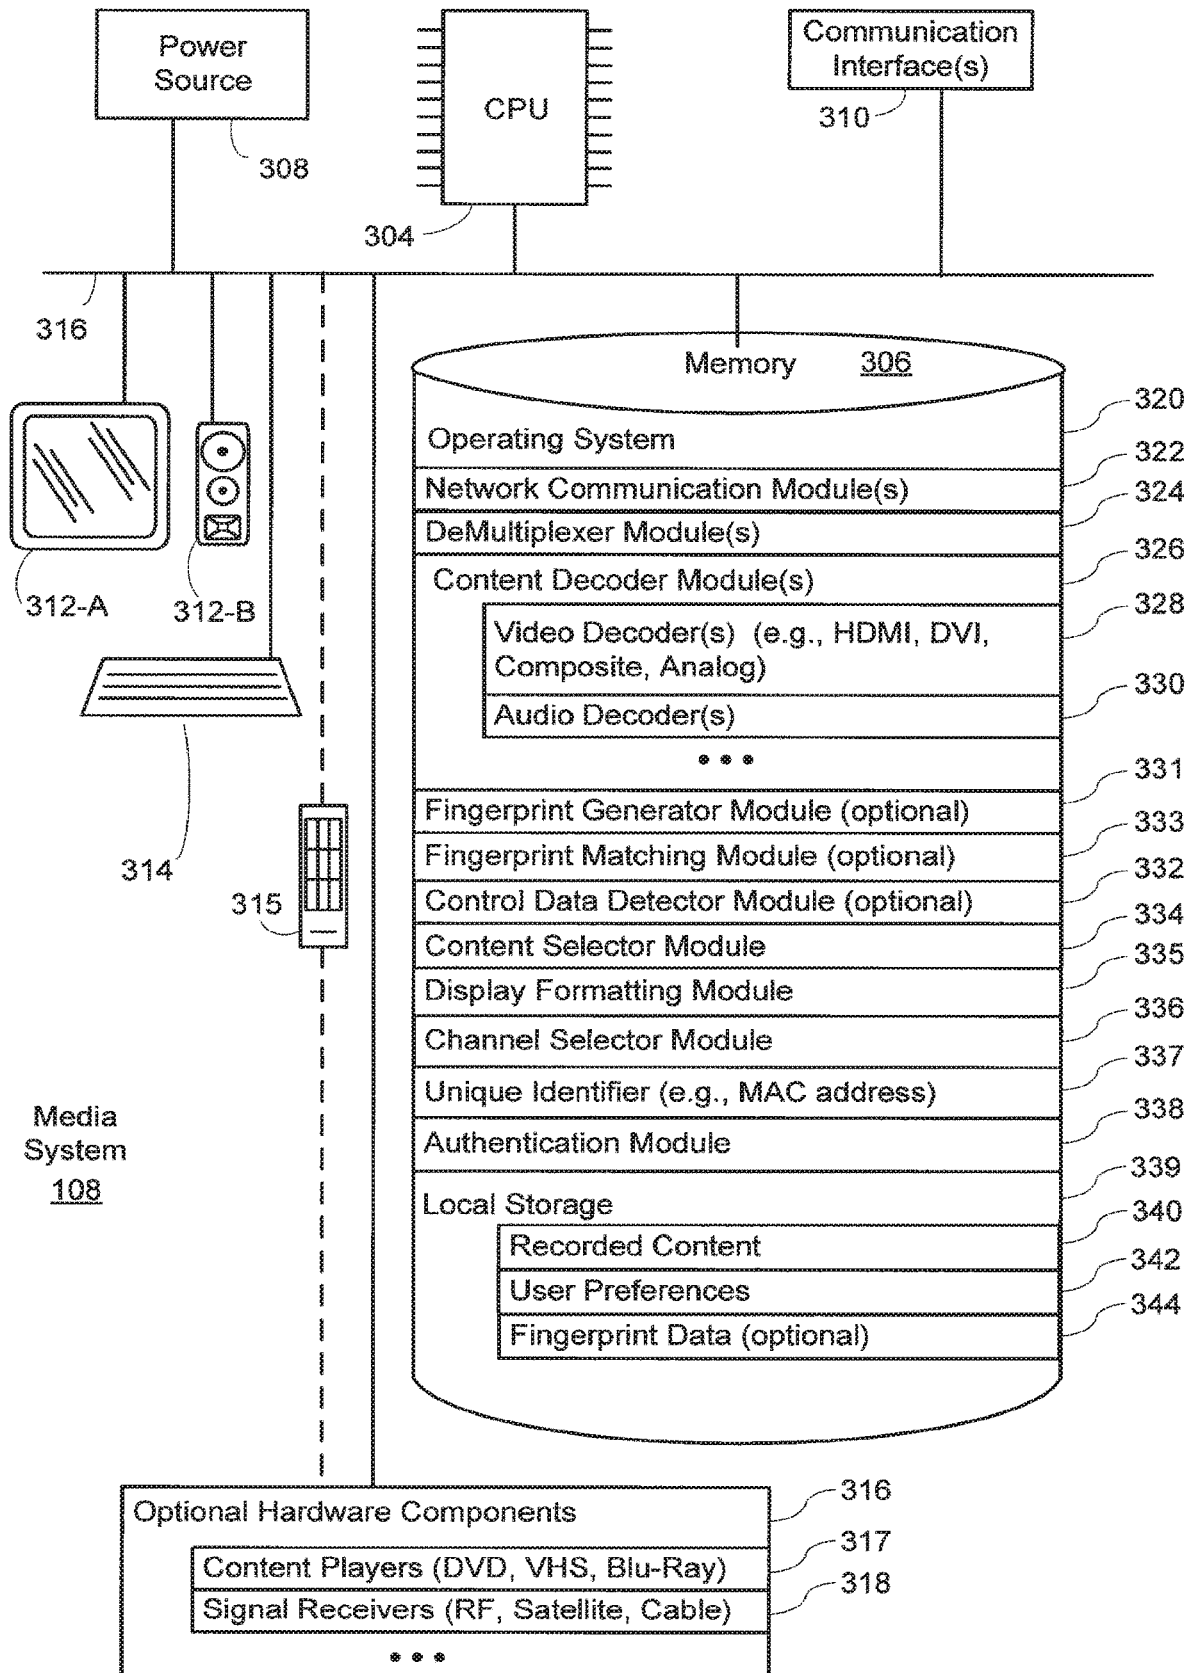 Power
Source
308
CPU
304
Communication
Interface(s)
310
316
312-A
312-B
314
315
Memory 306
Operating System
320
Network Communication Module(s)
322
DeMultiplexer Module(s)
324
Content Decoder Module(s)
326
Video Decoder(s) (e.g., HDMI, DVI,
Composite, Analog)
328
Audio Decoder(s)
330
•••
Fingerprint Generator Module (optional)
331
Fingerprint Matching Module (optional)
333
Control Data Detector Module (optional)
332
Content Selector Module
334
Display Formatting Module
335
Channel Selector Module
336
Unique Identifier (e.g., MAC address)
337
Authentication Module
338
Local Storage
339
Recorded Content
340
User Preferences
342
Fingerprint Data (optional)
344
Media
System
108
Optional Hardware Components
316
Content Players (DVD, VHS, Blu-Ray)
317
Signal Receivers (RF, Satellite, Cable)
318
•••